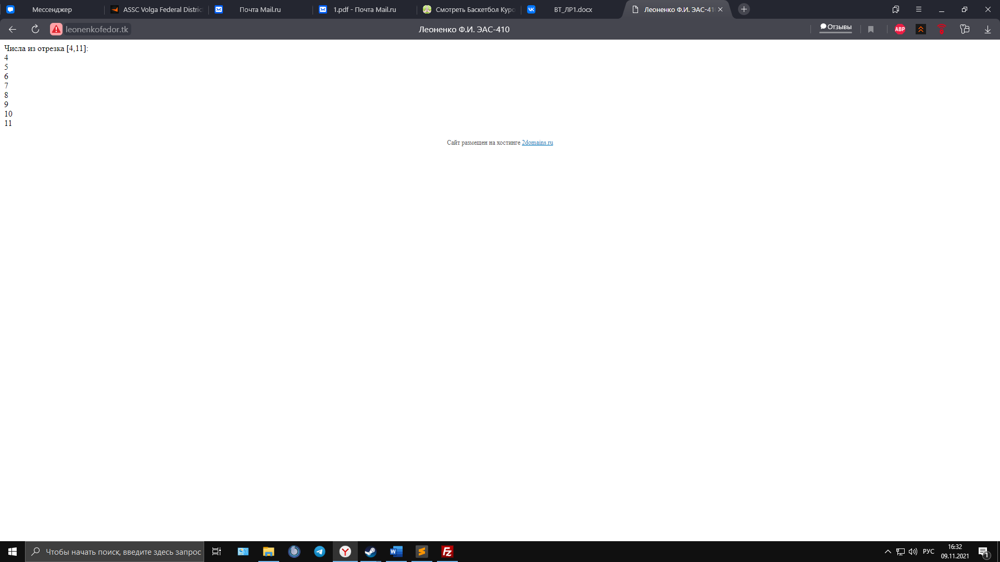 Мессенджер
ASSC Volga Federal Distric
Почта Mail.ru
1.pdf - Почта Mail.ru
Смотреть Баскетбол Куро
ВТ_ЛР1.docx
Леоненко Ф.И. ЭАС-41
leonenkofedor.tk
Леоненко Ф.И. ЭАС-410
Отзывы
ABP
Числа из отрезка [4,11]:
4
5
6
7
8
9
10
11
Сайт размещен на хостинге 2domains.ru
Чтобы начать поиск, введите здесь запрос
РУС
16:32
09.11.2021
1